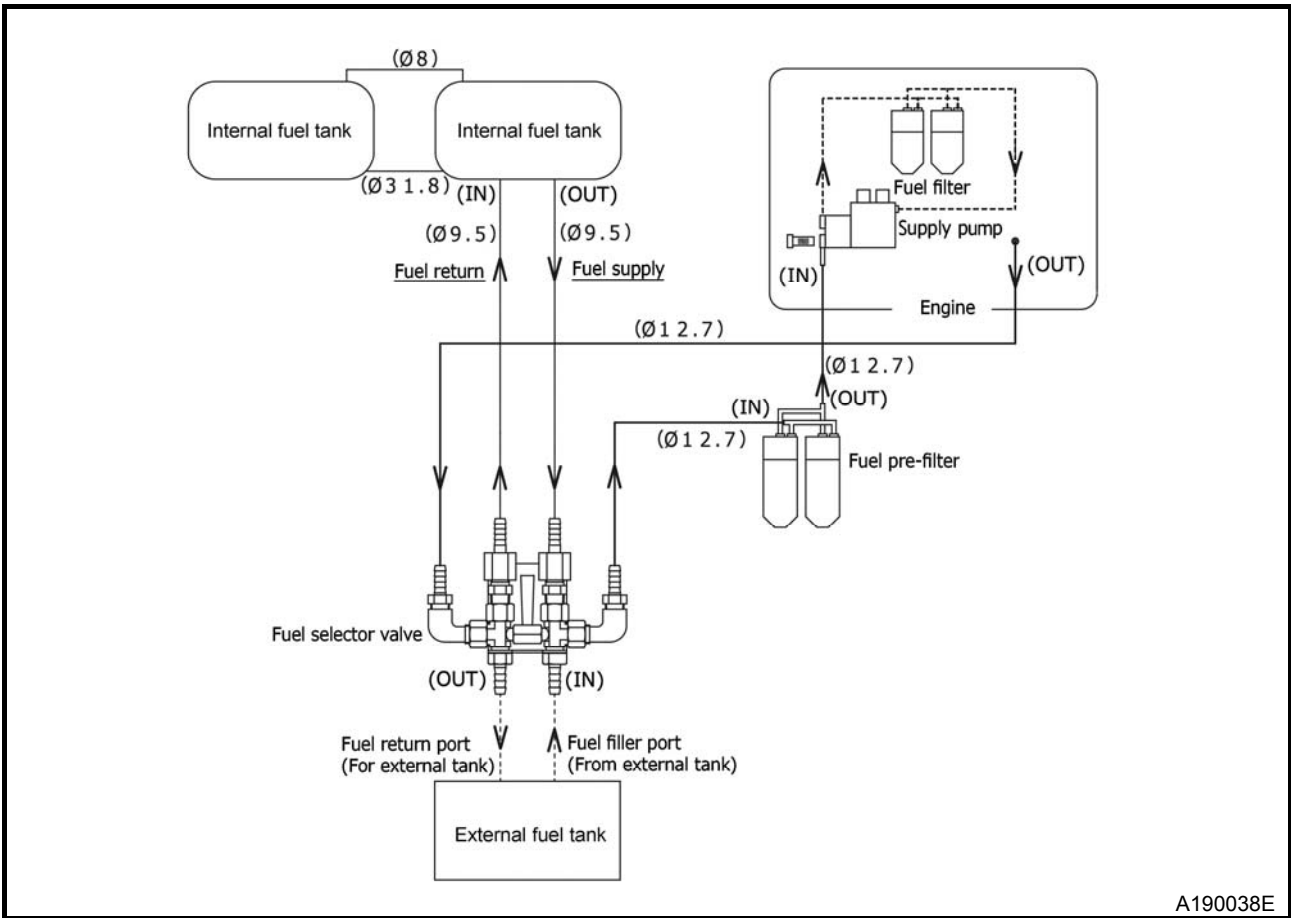 (Ø8)
Internal fuel tank
Internal fuel tank
(Ø31.8)
(IN)
(OUT)
(Ø9.5)
(Ø9.5)
Fuel return
Fuel supply
Fuel filter
Supply pump
(IN)
(OUT)
Engine
(Ø12.7)
(Ø12.7)
(OUT)
(IN)
(Ø12.7)
Fuel pre-filter
Fuel selector valve
(OUT)
(IN)
Fuel return port
(For external tank)
Fuel filler port
(From external tank)
External fuel tank
A190038E